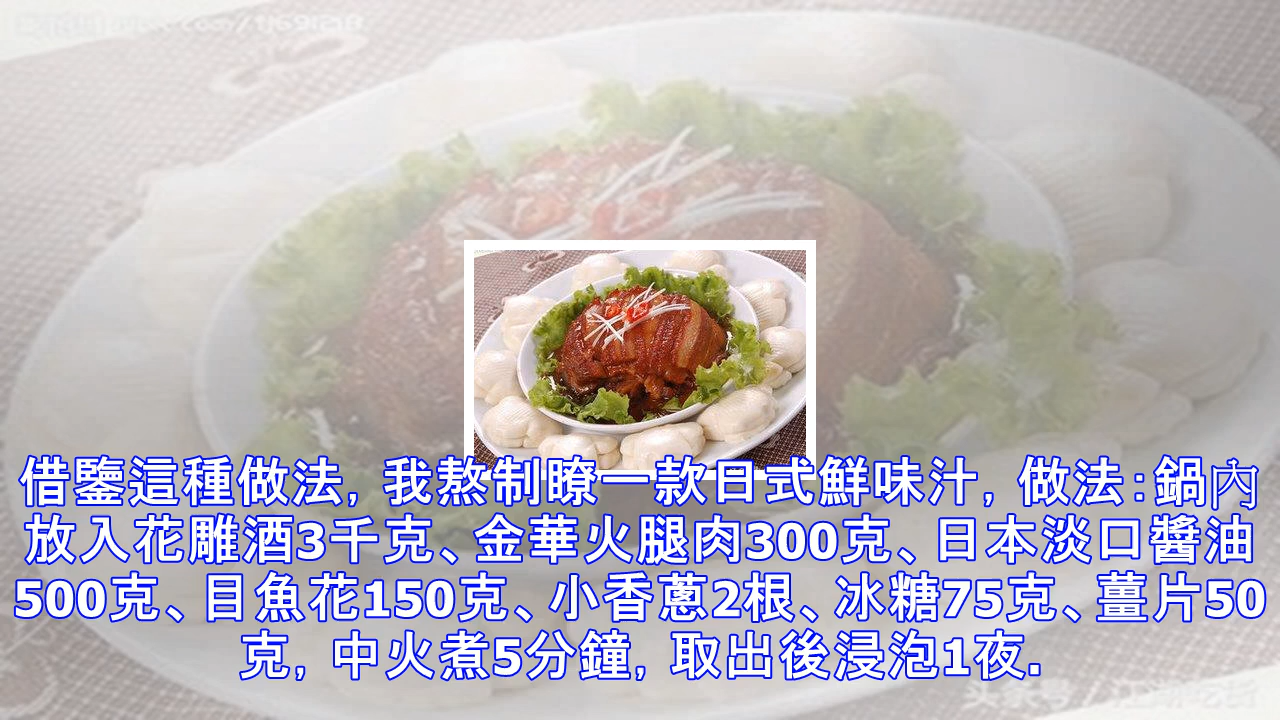 借鑒這種做法, 我熬制瞭一款日式鮮味汁, 做法:鍋內
放入花雕酒3千克、金華火腿肉300克、日本淡口醬油
500克、目魚花150克、小香蔥2根、冰糖75克、薑片50
克, 中火煮5分鐘, 取出後浸泡1夜.